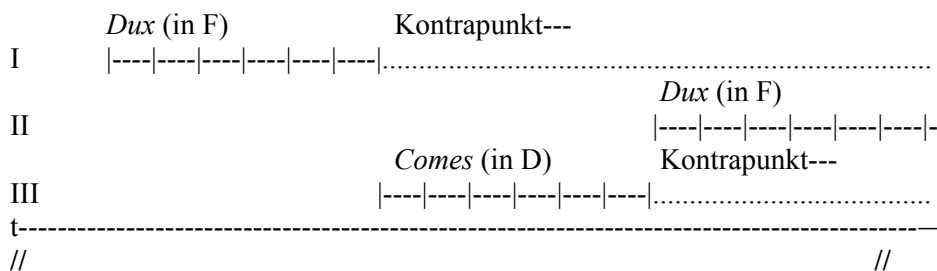 Dux (in F) Kontrapunkt---
I |----|----|----|----|----|----|.............................................................................
Dux (in F)
II |----|----|----|----|----|----|-
Comes (in D) Kontrapunkt---
III |----|----|----|----|----|----|.......................................
t--------------------------------------------------------------------------------------------—
// //